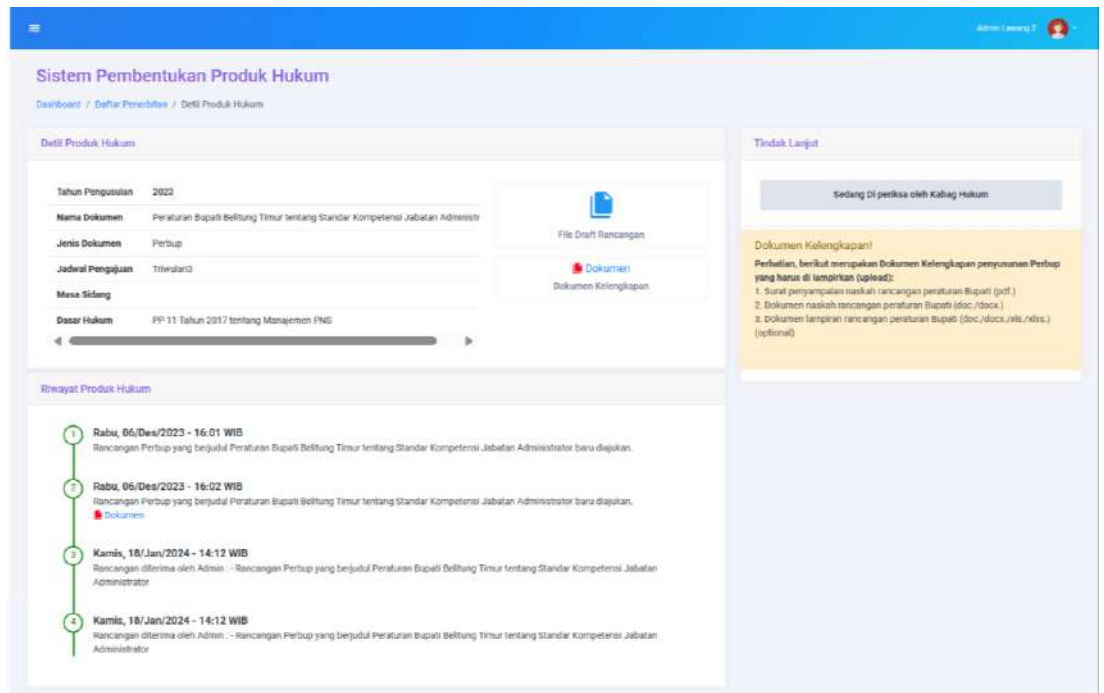 Admin Lawang 2
Sistem Pembentukan Produk Hukum
Dashboard / Daftar Penerbitan / Detil Produk Hukum
Detil Produk Hukum
Tahun Pengusulan 2023
Nama Dokumen Peraturan Bupati Belitung Timur tentang Standar Kompetensi Jabatan Administr
Jenis Dokumen Perbup
Jadwal Pengajuan Triwulan3
Masa Sidang
Dasar Hukum PP 11 Tahun 2017 tentang Manajemen PNS
File Draft Rancangan
Dokumen
Dokumen Kelengkapan
Tindak Lanjut
Sedang Di periksa oleh Kabag Hukum
Dokumen Kelengkapan!
Perhatian, berikut merupakan Dokumen Kelengkapan penyusunan Perbup
yang harus di lampirkan (upload):
1. Surat penyampaian naskah rancangan peraturan Bupati (pdf.)
2. Dokumen naskah rancangan peraturan Bupati (doc./docx.)
3. Dokumen lampiran rancangan peraturan Bupati (doc./docx./xls./xlxs.)
(optional)
Riwayat Produk Hukum
1
Rabu, 06/Des/2023 - 16:01 WIB
Rancangan Perbup yang berjudul Peraturan Bupati Belitung Timur tentang Standar Kompetensi Jabatan Administrator baru diajukan.
2
Rabu, 06/Des/2023 - 16:02 WIB
Rancangan Perbup yang berjudul Peraturan Bupati Belitung Timur tentang Standar Kompetensi Jabatan Administrator baru diajukan.
Dokumen
3
Kamis, 18/Jan/2024 - 14:12 WIB
Rancangan diterima oleh Admin : - Rancangan Perbup yang berjudul Peraturan Bupati Belitung Timur tentang Standar Kompetensi Jabatan
Administrator
4
Kamis, 18/Jan/2024 - 14:12 WIB
Rancangan diterima oleh Admin : - Rancangan Perbup yang berjudul Peraturan Bupati Belitung Timur tentang Standar Kompetensi Jabatan
Administrator